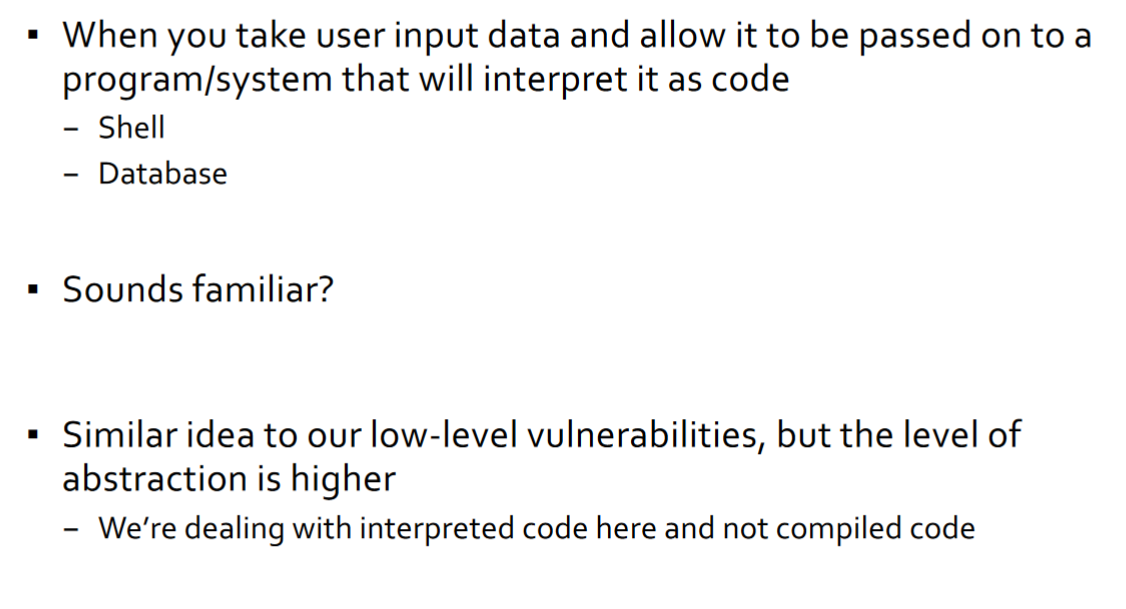 ▪ When you take user input data and allow it to be passed on to a
program/system that will interpret it as code
– Shell
– Database
▪ Sounds familiar?
▪ Similar idea to our low-level vulnerabilities, but the level of
abstraction is higher
– We’re dealing with interpreted code here and not compiled code